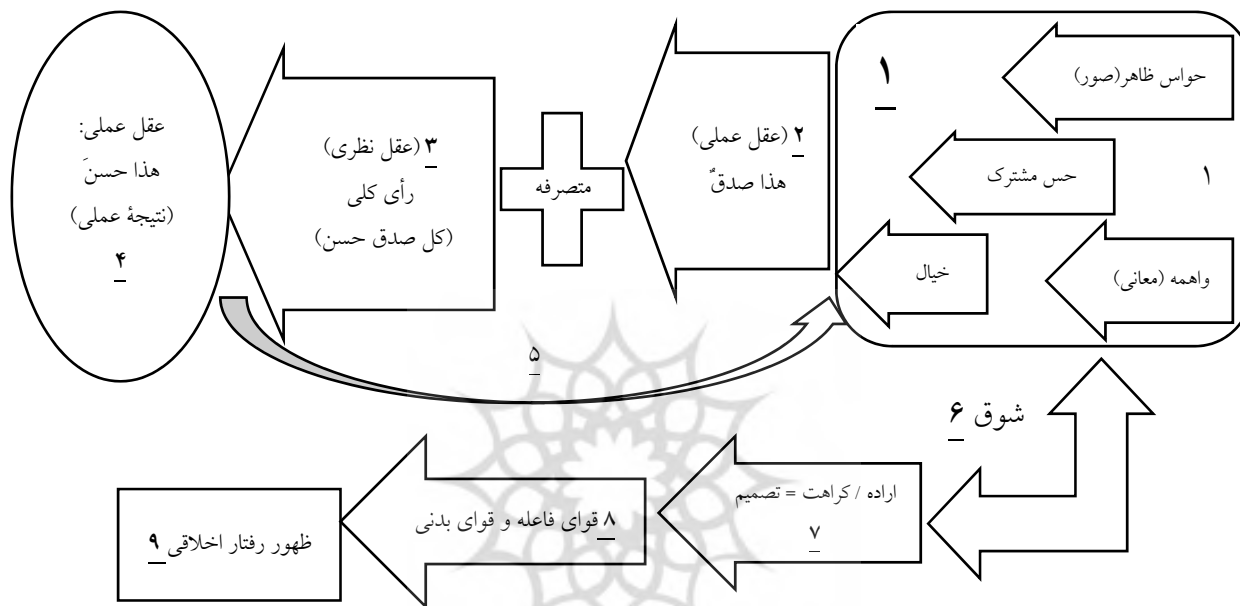 حواس ظاهر(صور)
۱
حس مشترک
۱
خیال
واهمه (معانی)
۲ (عقل عملی)
هذا صدقٌ
متصرفه
۳ (عقل نظری)
رأی کلی
(کل صدق حسن)
عقل عملی:
هذا حسنَ
(نتیجهٔ عملی)
۴
۵
شوق ۶
اراده / کراهت = تصمیم
۷
۸ قوای فاعله و قوای بدنی
ظهور رفتار اخلاقی ۹